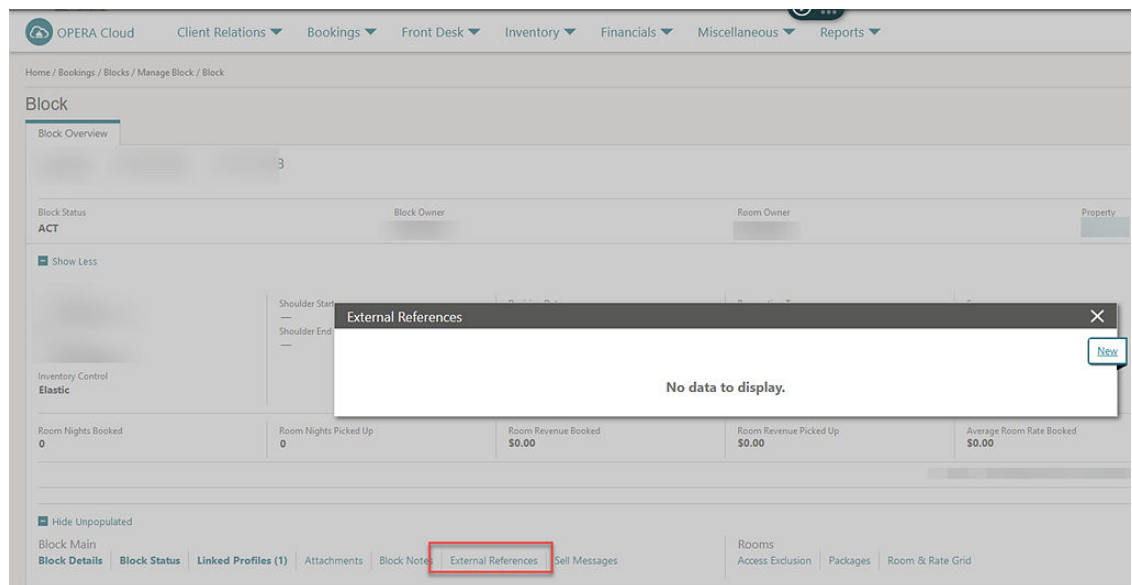 OPERA Cloud Client Relations Bookings Front Desk Inventory Financials Miscellaneous Reports
Home / Bookings / Blocks / Manage Block / Block
Block
Block Overview
Block Status Block Owner Room Owner Property
ACT
Show Less
Shoulder Start
—
Shoulder End
—
External References
New
No data to display.
Inventory Control
Elastic
Room Nights Booked Room Nights Picked Up Room Revenue Booked Room Revenue Picked Up Average Room Rate Booked
0 0 $0.00 $0.00 $0.00
Hide Unpopulated
Block Main Rooms
Block Details Block Status Linked Profiles (1) Attachments Block Notes External References Sell Messages Access Exclusion Packages Room & Rate Grid